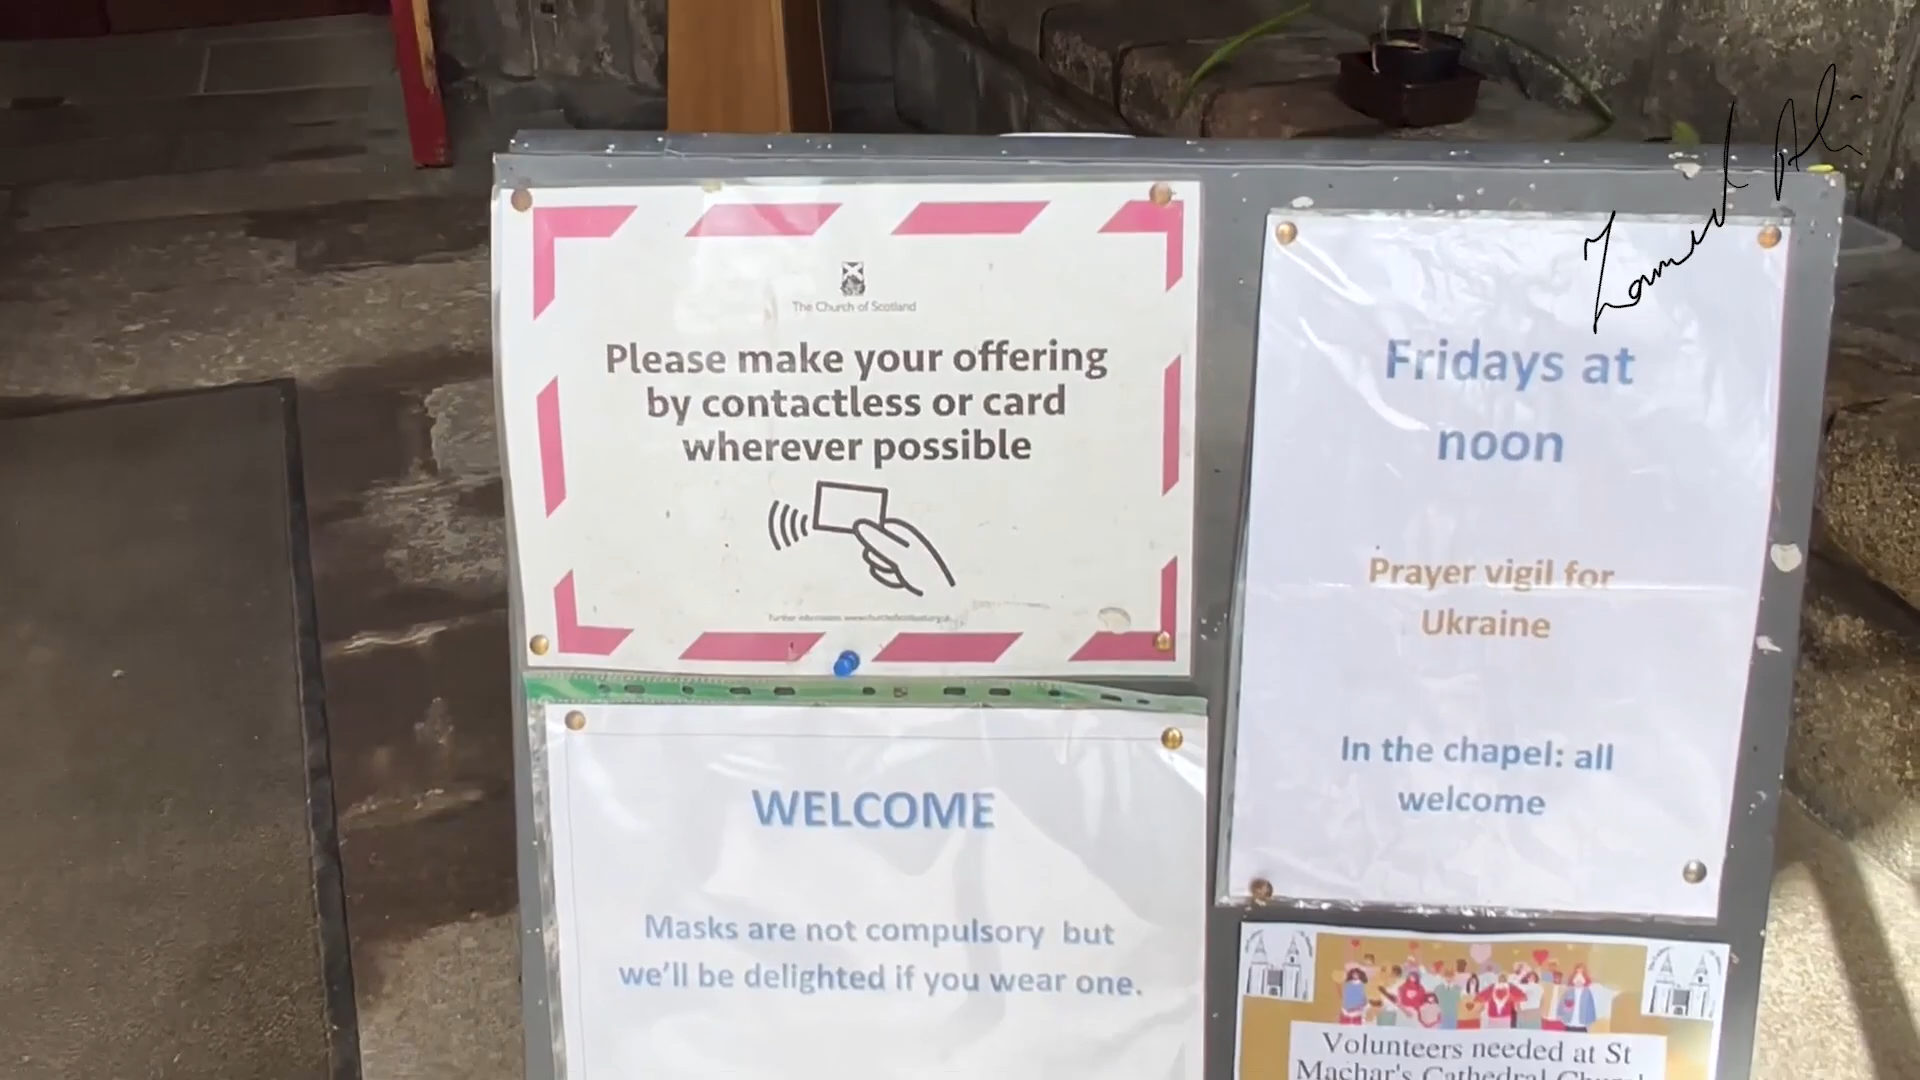 The Church of Scotland
Please make your offering
by contactless or card
wherever possible
WELCOME
Masks are not compulsory but
we'll be delighted if you wear one.
Fridays at
noon
Prayer vigil for
Ukraine
In the chapel: all
welcome
Volunteers needed at St
Machar's Cathedral Church